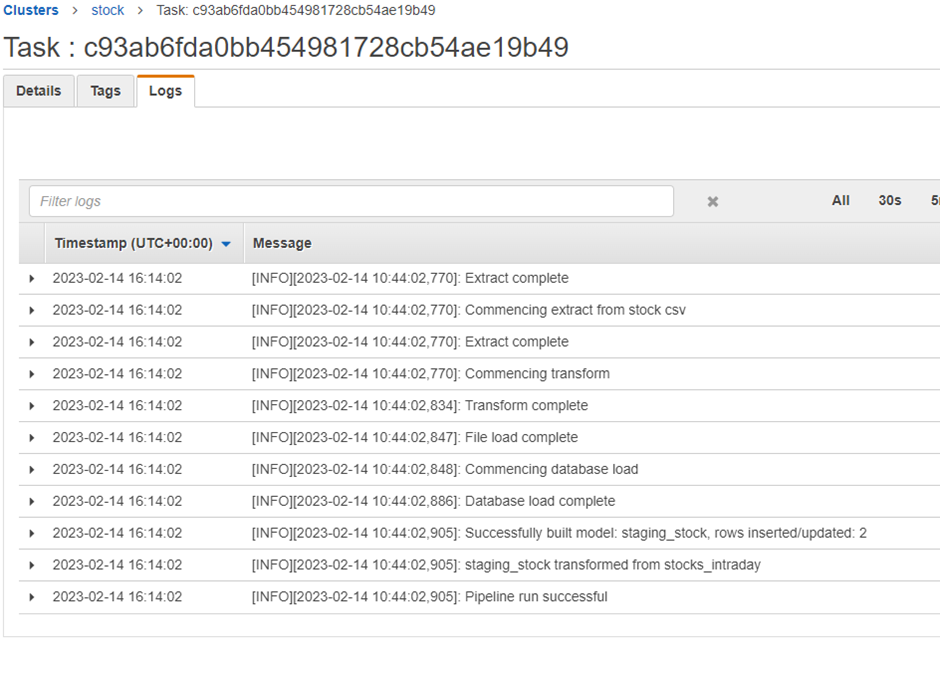 Clusters > stock > Task: c93ab6fda0bb454981728cb54ae19b49
Task : c93ab6fda0bb454981728cb54ae19b49
Details Tags Logs
Filter logs All 30s 5
Timestamp (UTC+00:00) Message
2023-02-14 16:14:02 [INFO][2023-02-14 10:44:02,770]: Extract complete
2023-02-14 16:14:02 [INFO][2023-02-14 10:44:02,770]: Commencing extract from stock csv
2023-02-14 16:14:02 [INFO][2023-02-14 10:44:02,770]: Extract complete
2023-02-14 16:14:02 [INFO][2023-02-14 10:44:02,770]: Commencing transform
2023-02-14 16:14:02 [INFO][2023-02-14 10:44:02,834]: Transform complete
2023-02-14 16:14:02 [INFO][2023-02-14 10:44:02,847]: File load complete
2023-02-14 16:14:02 [INFO][2023-02-14 10:44:02,848]: Commencing database load
2023-02-14 16:14:02 [INFO][2023-02-14 10:44:02,886]: Database load complete
2023-02-14 16:14:02 [INFO][2023-02-14 10:44:02,905]: Successfully built model: staging_stock, rows inserted/updated: 2
2023-02-14 16:14:02 [INFO][2023-02-14 10:44:02,905]: staging_stock transformed from stocks_intraday
2023-02-14 16:14:02 [INFO][2023-02-14 10:44:02,905]: Pipeline run successful